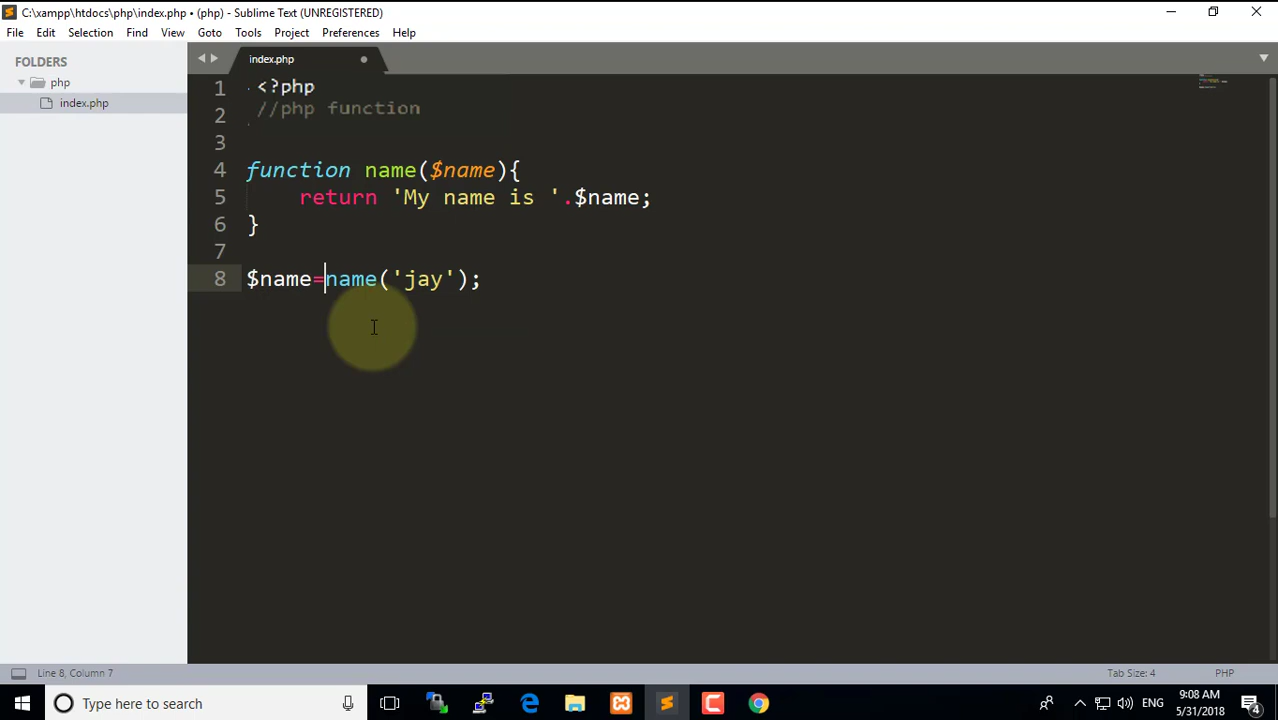 C:\xampp\htdocs\php\index.php • (php) - Sublime Text (UNREGISTERED)
File Edit Selection Find View Goto Tools Project Preferences Help
FOLDERS
php
index.php
index.php
1 <?php
2 //php function
3
4 function name($name){
5 return 'My name is '.$name;
6 }
7
8 $name=name('jay');
Line 8, Column 7
Tab Size: 4
PHP
Type here to search
ENG
9:08 AM
5/31/2018
4